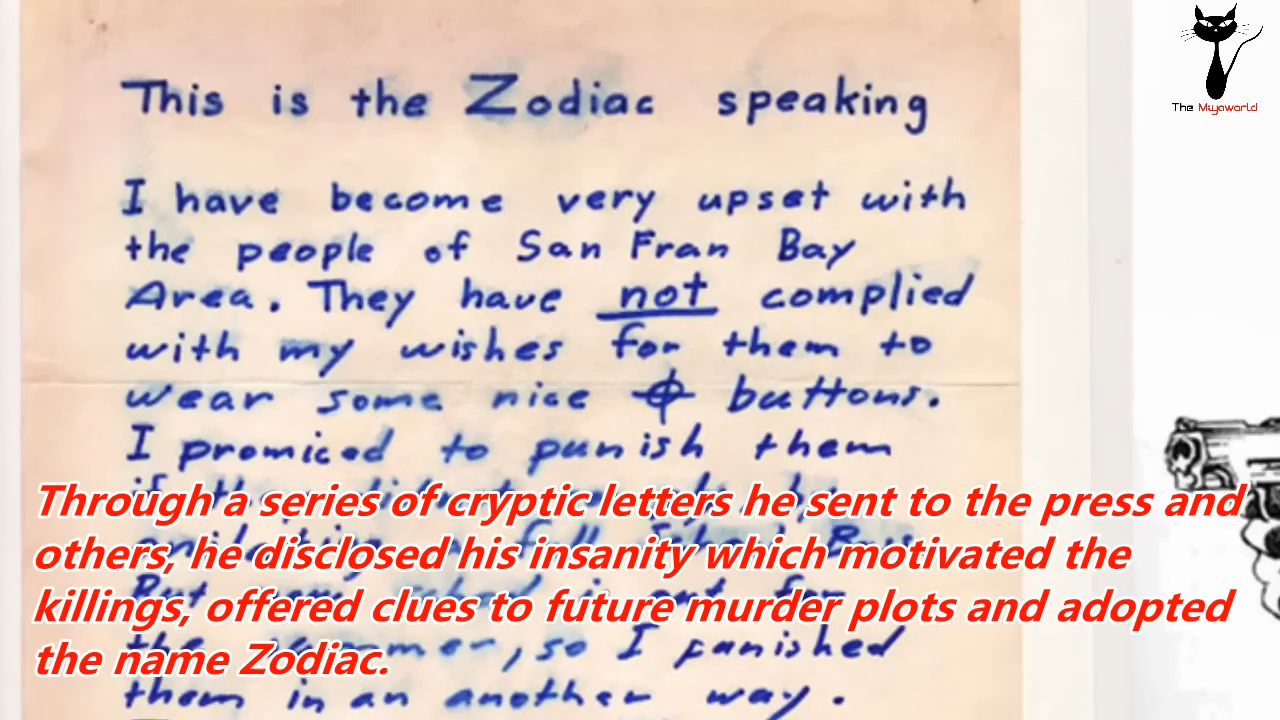 This is the Zodiac speaking
The Miyaworld
I have become very upset with
the people of San Fran Bay
Area. They have not complied
with my wishes for them to
wear some nice buttons.
I promiced to punish them
Through a series of cryptic letters he sent to the press and
others, he disclosed his insanity which motivated the
killings, offered clues to future murder plots and adopted
the name Zodiac.
so I punished
them in an another way.